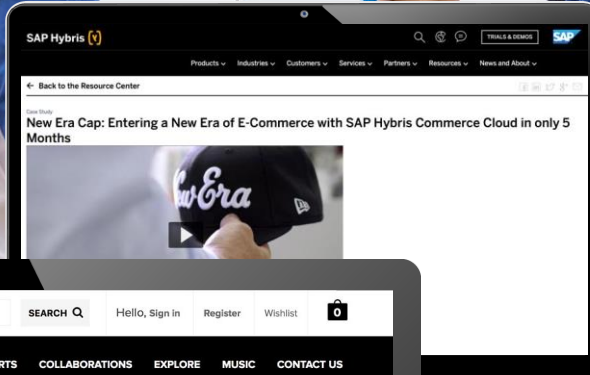 SAP Hybris (Y)
TRIALS & DEMOS
SAP
Products Industries Customers Services Partners Resources News and About
← Back to the Resource Center
Case Study
New Era Cap: Entering a New Era of E-Commerce with SAP Hybris Commerce Cloud in only 5
Months
New Era
SEARCH Hello, Sign in Register Wishlist 0
RTS COLLABORATIONS EXPLORE MUSIC CONTACT US